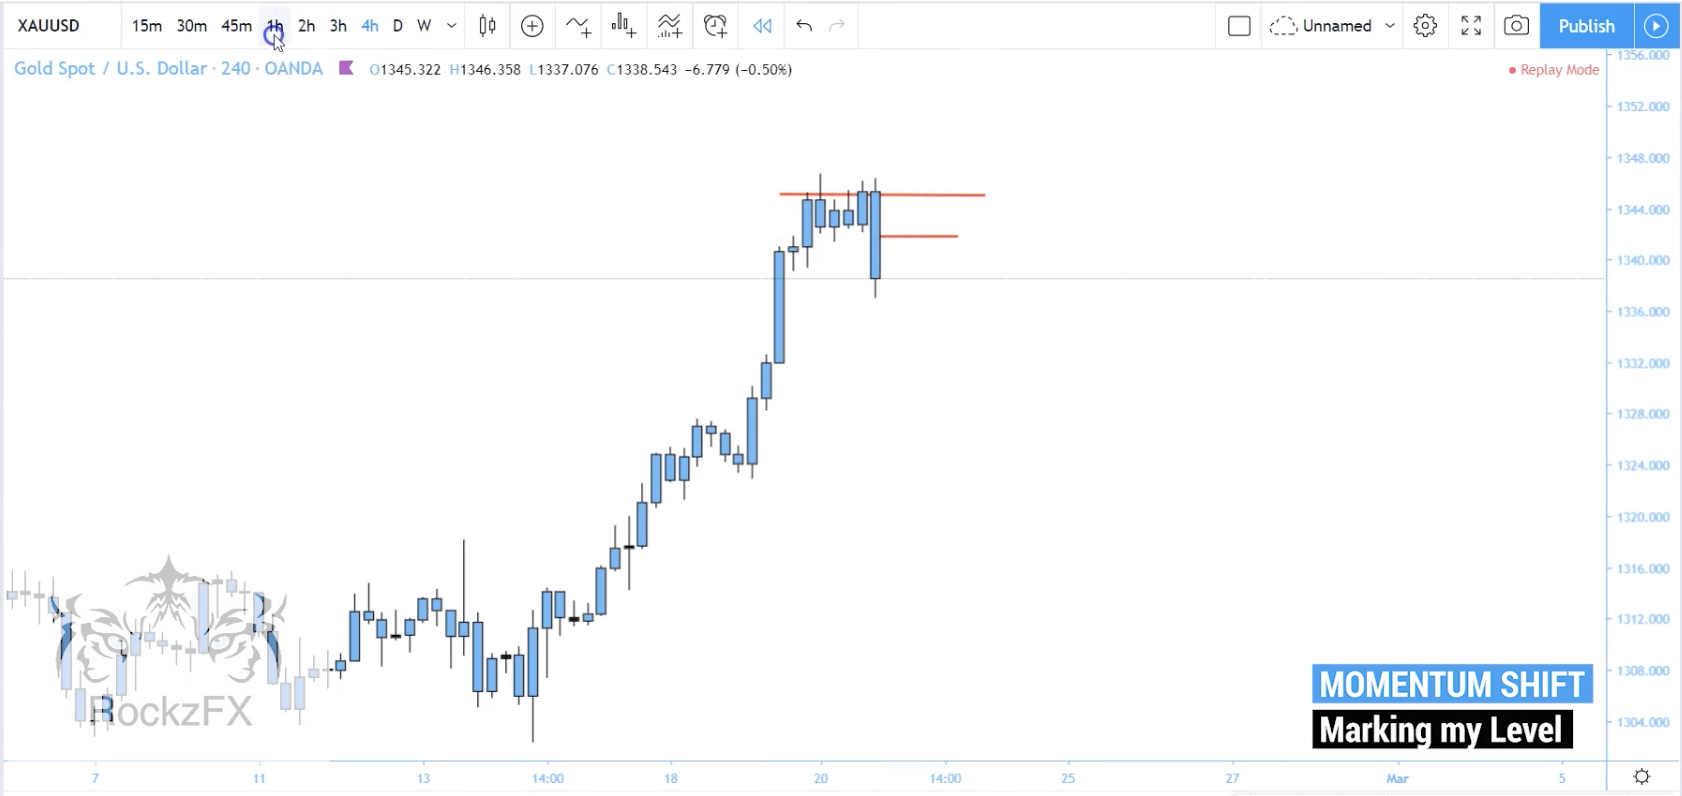 XAUUSD 15m 30m 45m 1h 2h 3h 4h D W Unnamed Publish
Gold Spot / U.S. Dollar · 240 · OANDA O1345.322 H1346.358 L1337.076 C1338.543 −6.779 (−0.50%) Replay Mode
1356.000
1352.000
1348.000
1344.000
1340.000
1336.000
1332.000
1328.000
1324.000
1320.000
1316.000
1312.000
1308.000
1304.000
RockzFX
MOMENTUM SHIFT
Marking my Level
7 11 13 14:00 18 20 14:00 25 27 Mar 5